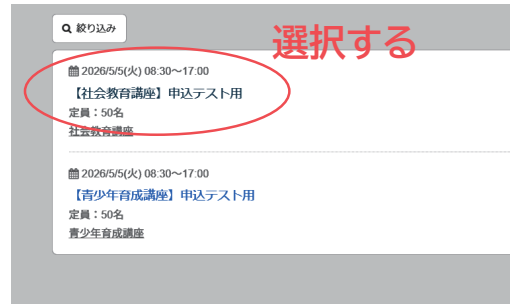 絞り込み
選択する
2026/5/5(火) 08:30～17:00
【社会教育講座】申込テスト用
定員：50名
社会教育講座
2026/5/5(火) 08:30～17:00
【青少年育成講座】申込テスト用
定員：50名
青少年育成講座